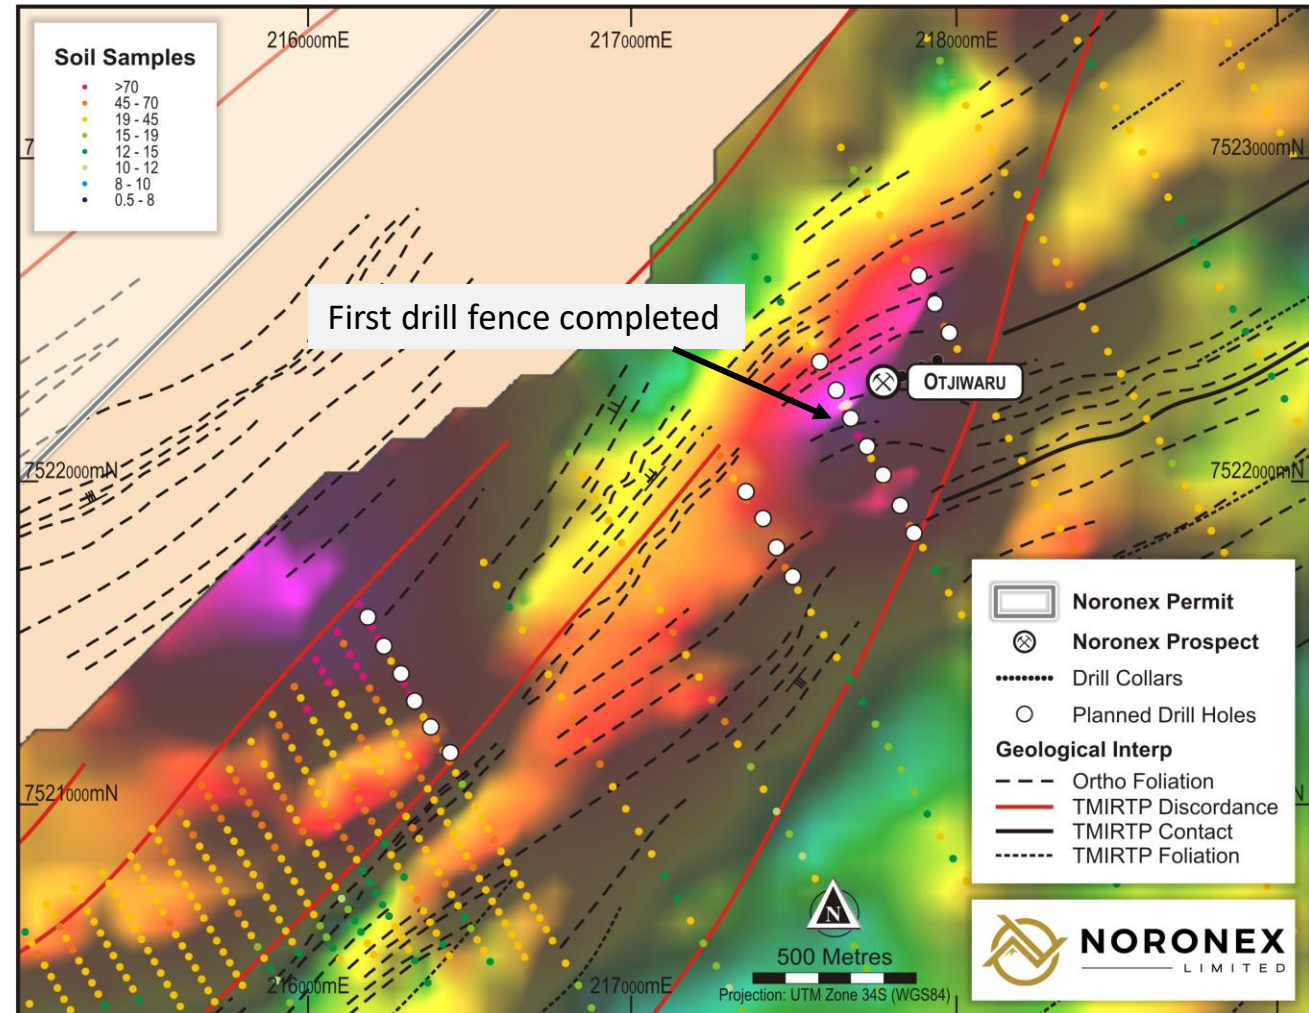 Soil Samples
>70
45 - 70
19 - 45
15 - 19
12 - 15
10 - 12
8 - 10
0.5 - 8
216000mE
217000mE
218000mE
7
7523000mN
First drill fence completed
OTJIWARU
7522000mN
7522000mN
Noronex Permit
Noronex Prospect
Drill Collars
Planned Drill Holes
Geological Interp
Ortho Foliation
TMIRTP Discordance
TMIRTP Contact
TMIRTP Foliation
7521000mN
N
N
500 Metres
Projection: UTM Zone 34S (WGS84)
216000mE
217000mE
NORONEX
LIMITED